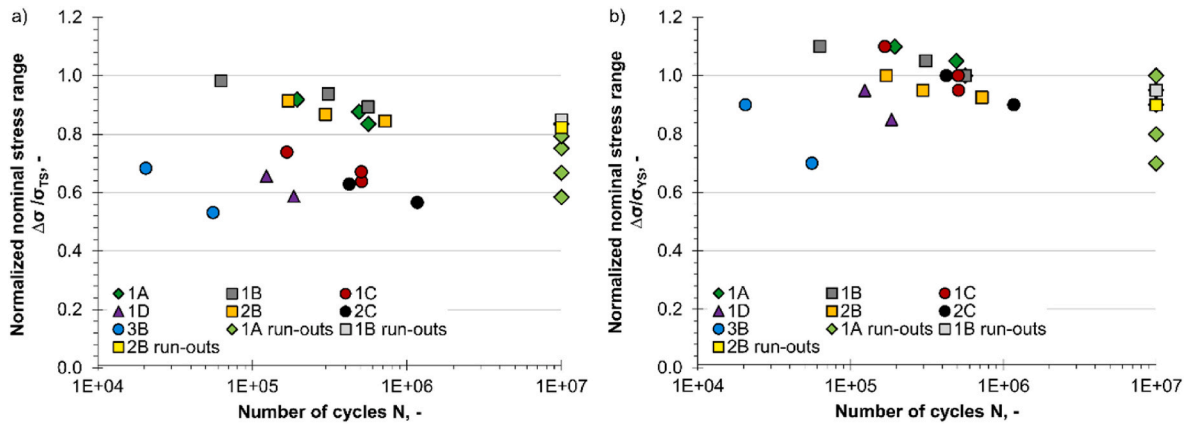 a)
Normalized nominal stress range
Δσ/σTS, -
1.2
1.0
0.8
0.6
0.4
0.2
0.0
1A 1B 1C
1D 2B 2C
3B 1A run-outs 1B run-outs
2B run-outs
1E+04 1E+05 1E+06 1E+07
Number of cycles N, -
b)
Normalized nominal stress range
Δσ/σYS, -
1.2
1.0
0.8
0.6
0.4
0.2
0.0
1A 1B 1C
1D 2B 2C
3B 1A run-outs 1B run-outs
2B run-outs
1E+04 1E+05 1E+06 1E+07
Number of cycles N, -